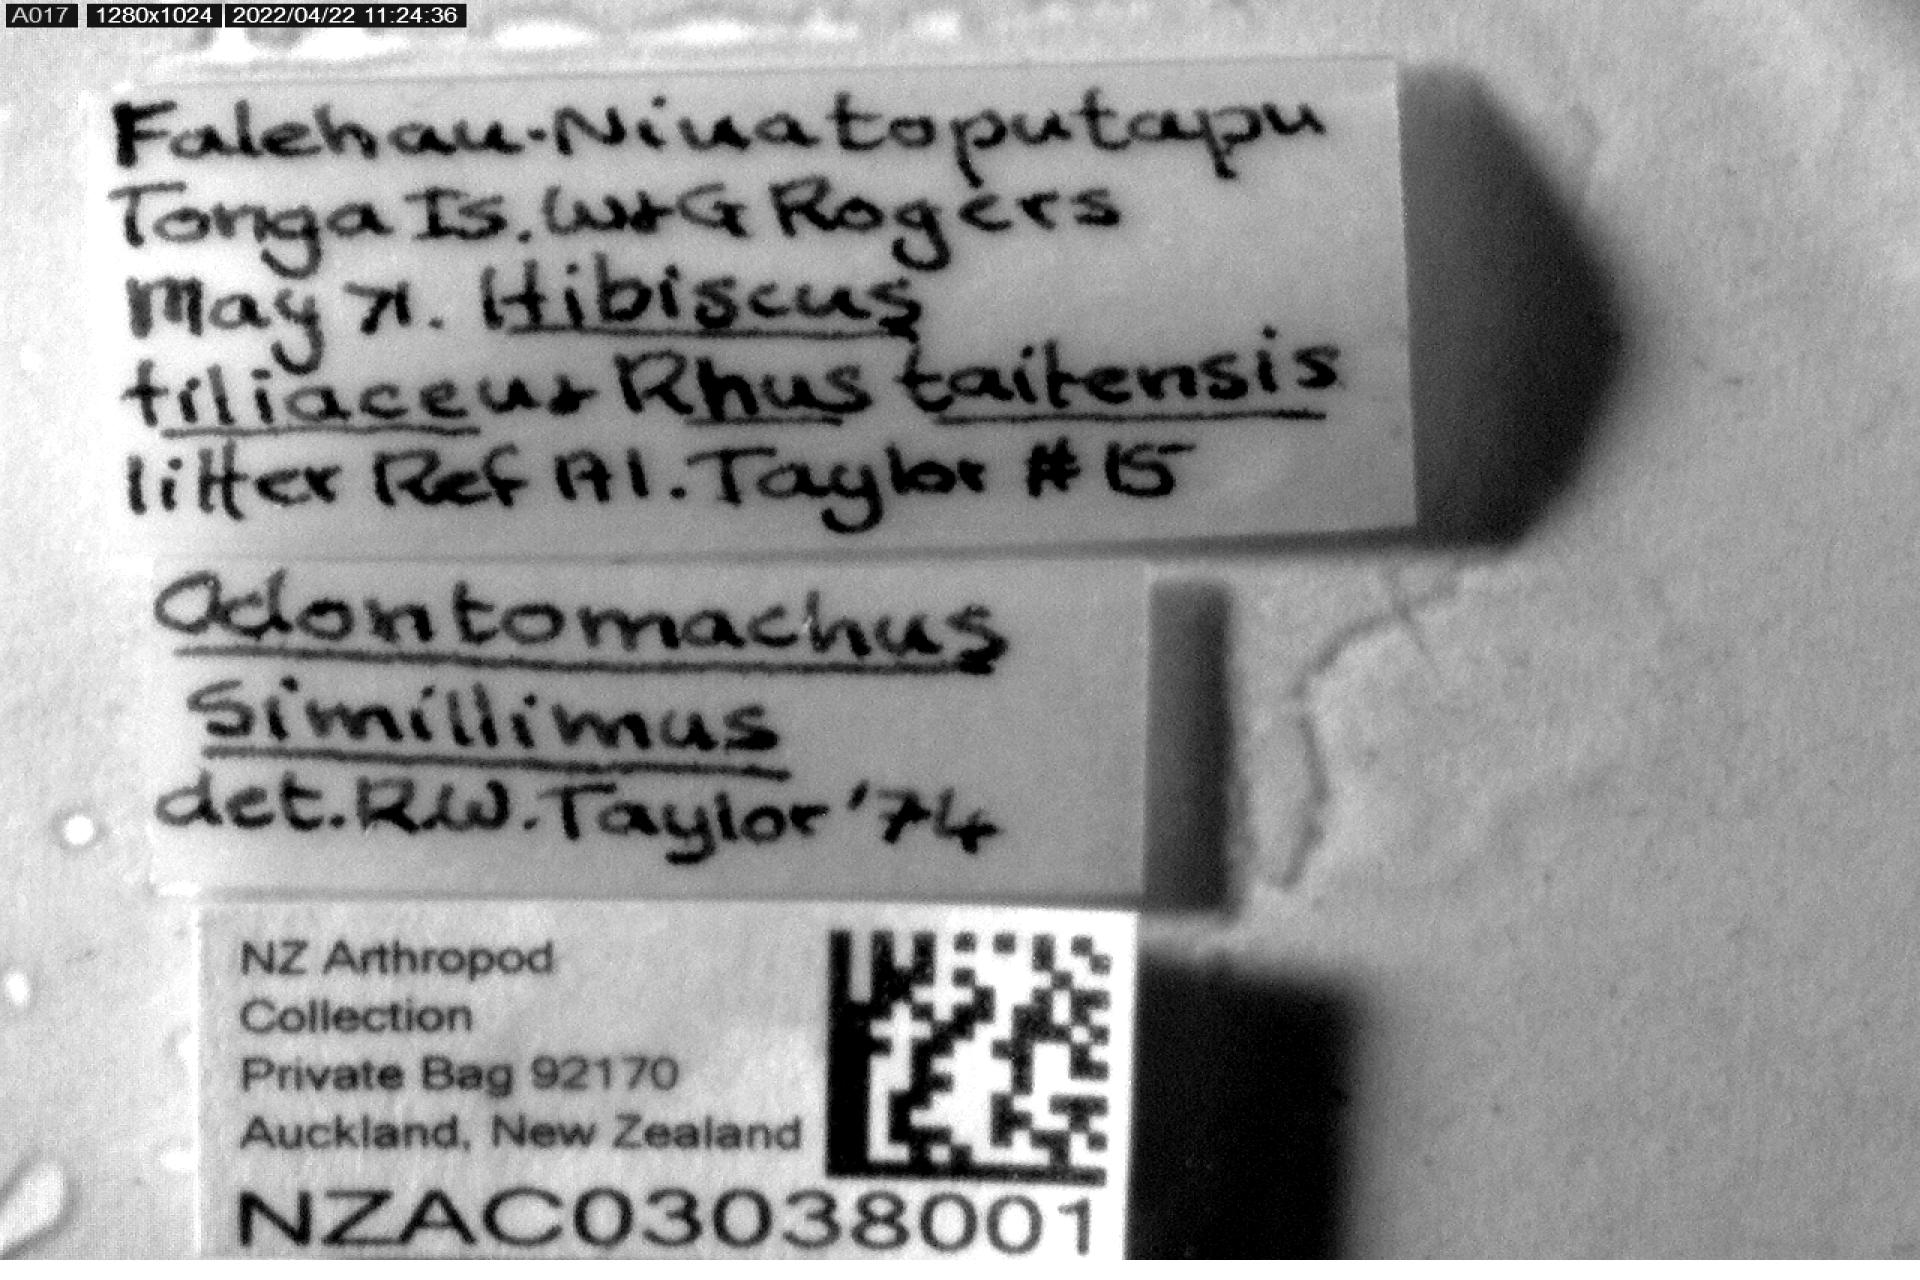 A017 1280x1024 2022/04/22 11:24:36
Falehau-Niuatoputapu
Tonga Is. W+G Rogers
May 71. Hibiscus
tiliaceus+ Rhus taitensis
litter Ref A1. Taylor # 15
Odontomachus
Simillimus
det. R.W. Taylor '74
NZ Arthropod
Collection
Private Bag 92170
Auckland, New Zealand
NZAC03038001